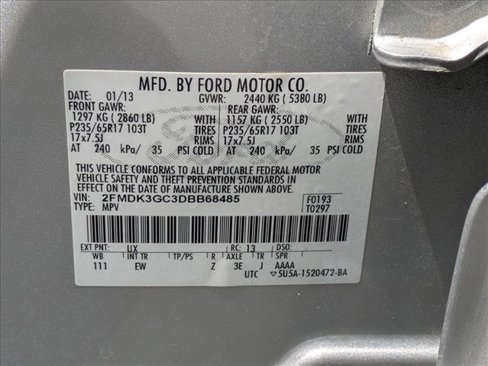 MFD. BY FORD MOTOR CO.
DATE: 01/13 GVWR: 2440 KG ( 5380 LB)
FRONT GAWR: REAR GAWR:
1297 KG ( 2860 LB) 1157 KG ( 2550 LB)
P235/65R17 103T TIRES P235/65R17 103T TIRES
17x7.5J RIMS 17x7.5J RIMS
AT 240 kPa/ 35 PSI COLD AT 240 kPa/ 35 PSI COLD
THIS VEHICLE CONFORMS TO ALL APPLICABLE FEDERAL MOTOR
VEHICLE SAFETY AND THEFT PREVENTION STANDARDS IN
EFFECT ON THE DATE OF MANUFACTURE SHOWN ABOVE.
VIN: 2FMDK3GC3DBB68485 F0193
TYPE: MPV T0297
EXT PNT: UX RC: 13 DSO:
WB INT TR TP/PS R AXLE TR SPR
111 EW Z 3E J AAAA
UTC ▽5U5A-1520472-BA
Ford